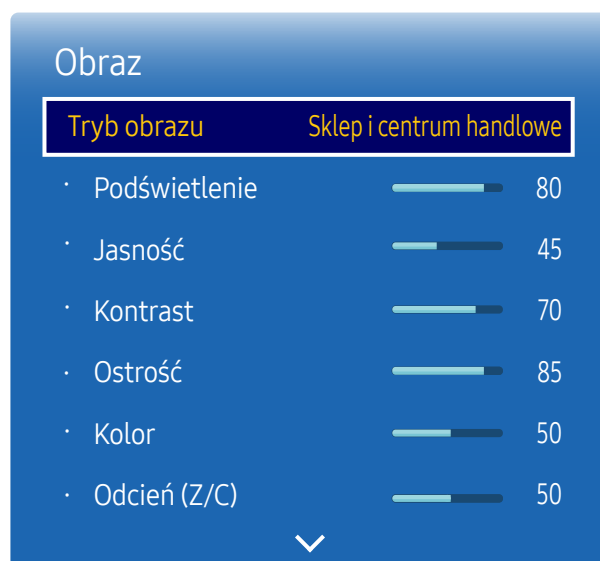 Obraz
Tryb obrazu Sklep i centrum handlowe
· Podświetlenie 80
· Jasność 45
· Kontrast 70
· Ostrość 85
· Kolor 50
· Odcień (Z/C) 50